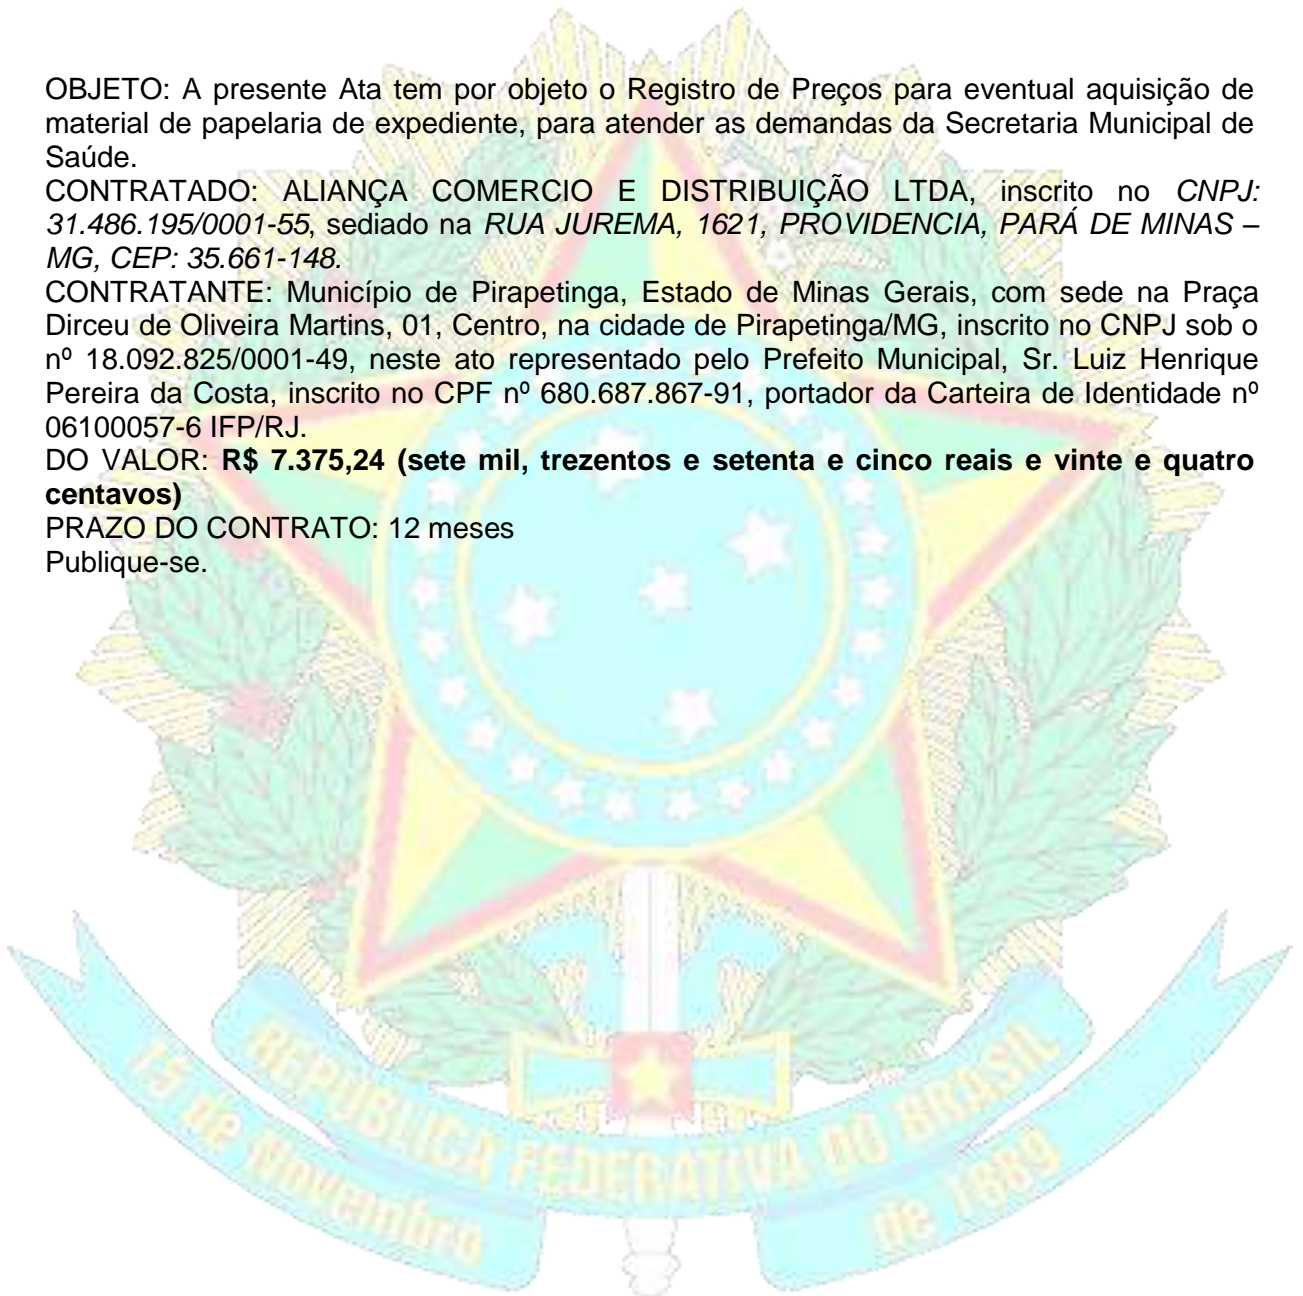 OBJETO: A presente Ata tem por objeto o Registro de Preços para eventual aquisição de
material de papelaria de expediente, para atender as demandas da Secretaria Municipal de
Saúde.
CONTRATADO: ALIANÇA COMERCIO E DISTRIBUIÇÃO LTDA, inscrito no CNPJ:
31.486.195/0001-55, sediado na RUA JUREMA, 1621, PROVIDENCIA, PARÁ DE MINAS –
MG, CEP: 35.661-148.
CONTRATANTE: Município de Pirapetinga, Estado de Minas Gerais, com sede na Praça
Dirceu de Oliveira Martins, 01, Centro, na cidade de Pirapetinga/MG, inscrito no CNPJ sob o
nº 18.092.825/0001-49, neste ato representado pelo Prefeito Municipal, Sr. Luiz Henrique
Pereira da Costa, inscrito no CPF nº 680.687.867-91, portador da Carteira de Identidade nº
06100057-6 IFP/RJ.
DO VALOR: R$ 7.375,24 (sete mil, trezentos e setenta e cinco reais e vinte e quatro
centavos)
PRAZO DO CONTRATO: 12 meses
Publique-se.
REPÚBLICA FEDERATIVA DO BRASIL
15 de Novembro
de 1889